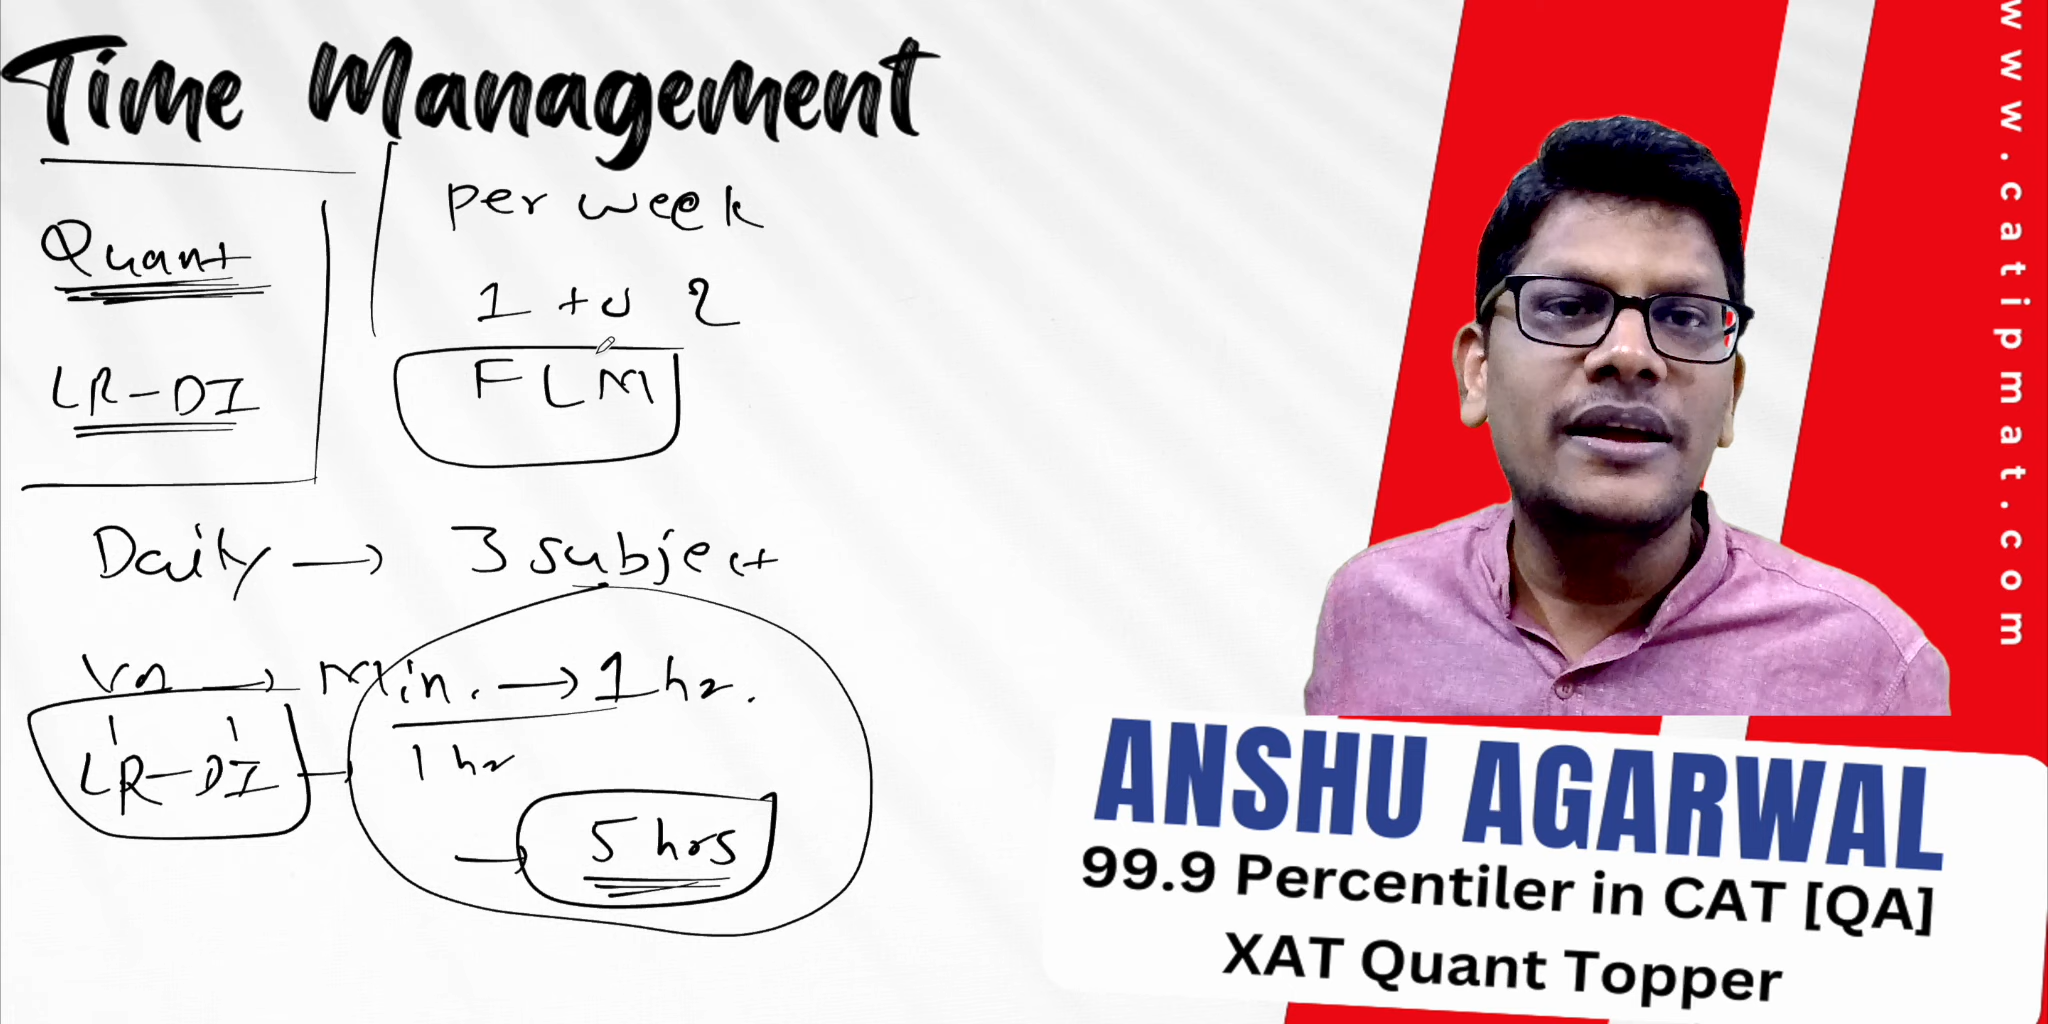 Time Management
Quant
LR-DI
per week
1 to 2
FLM
Daily → 3 subject
VA → Min. → 1 hr.
LR-DI → 1 hr
→ 5 hrs
www.catipmat.com
ANSHU AGARWAL
99.9 Percentiler in CAT [QA]
XAT Quant Topper